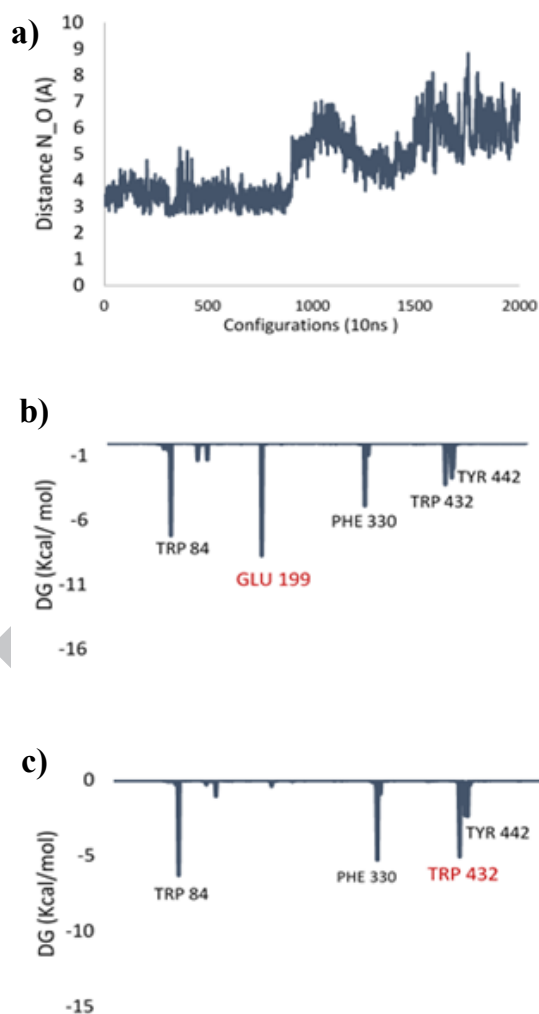 a)
Distance N_O (A)
10
9
8
7
6
5
4
3
2
1
0
0 500 1000 1500 2000
Configurations (10ns )
b)
DG (Kcal/ mol)
-1
-6
-11
-16
TRP 84
GLU 199
PHE 330
TRP 432
TYR 442
c)
DG (Kcal/mol)
0
-5
-10
-15
TRP 84
PHE 330
TRP 432
TYR 442